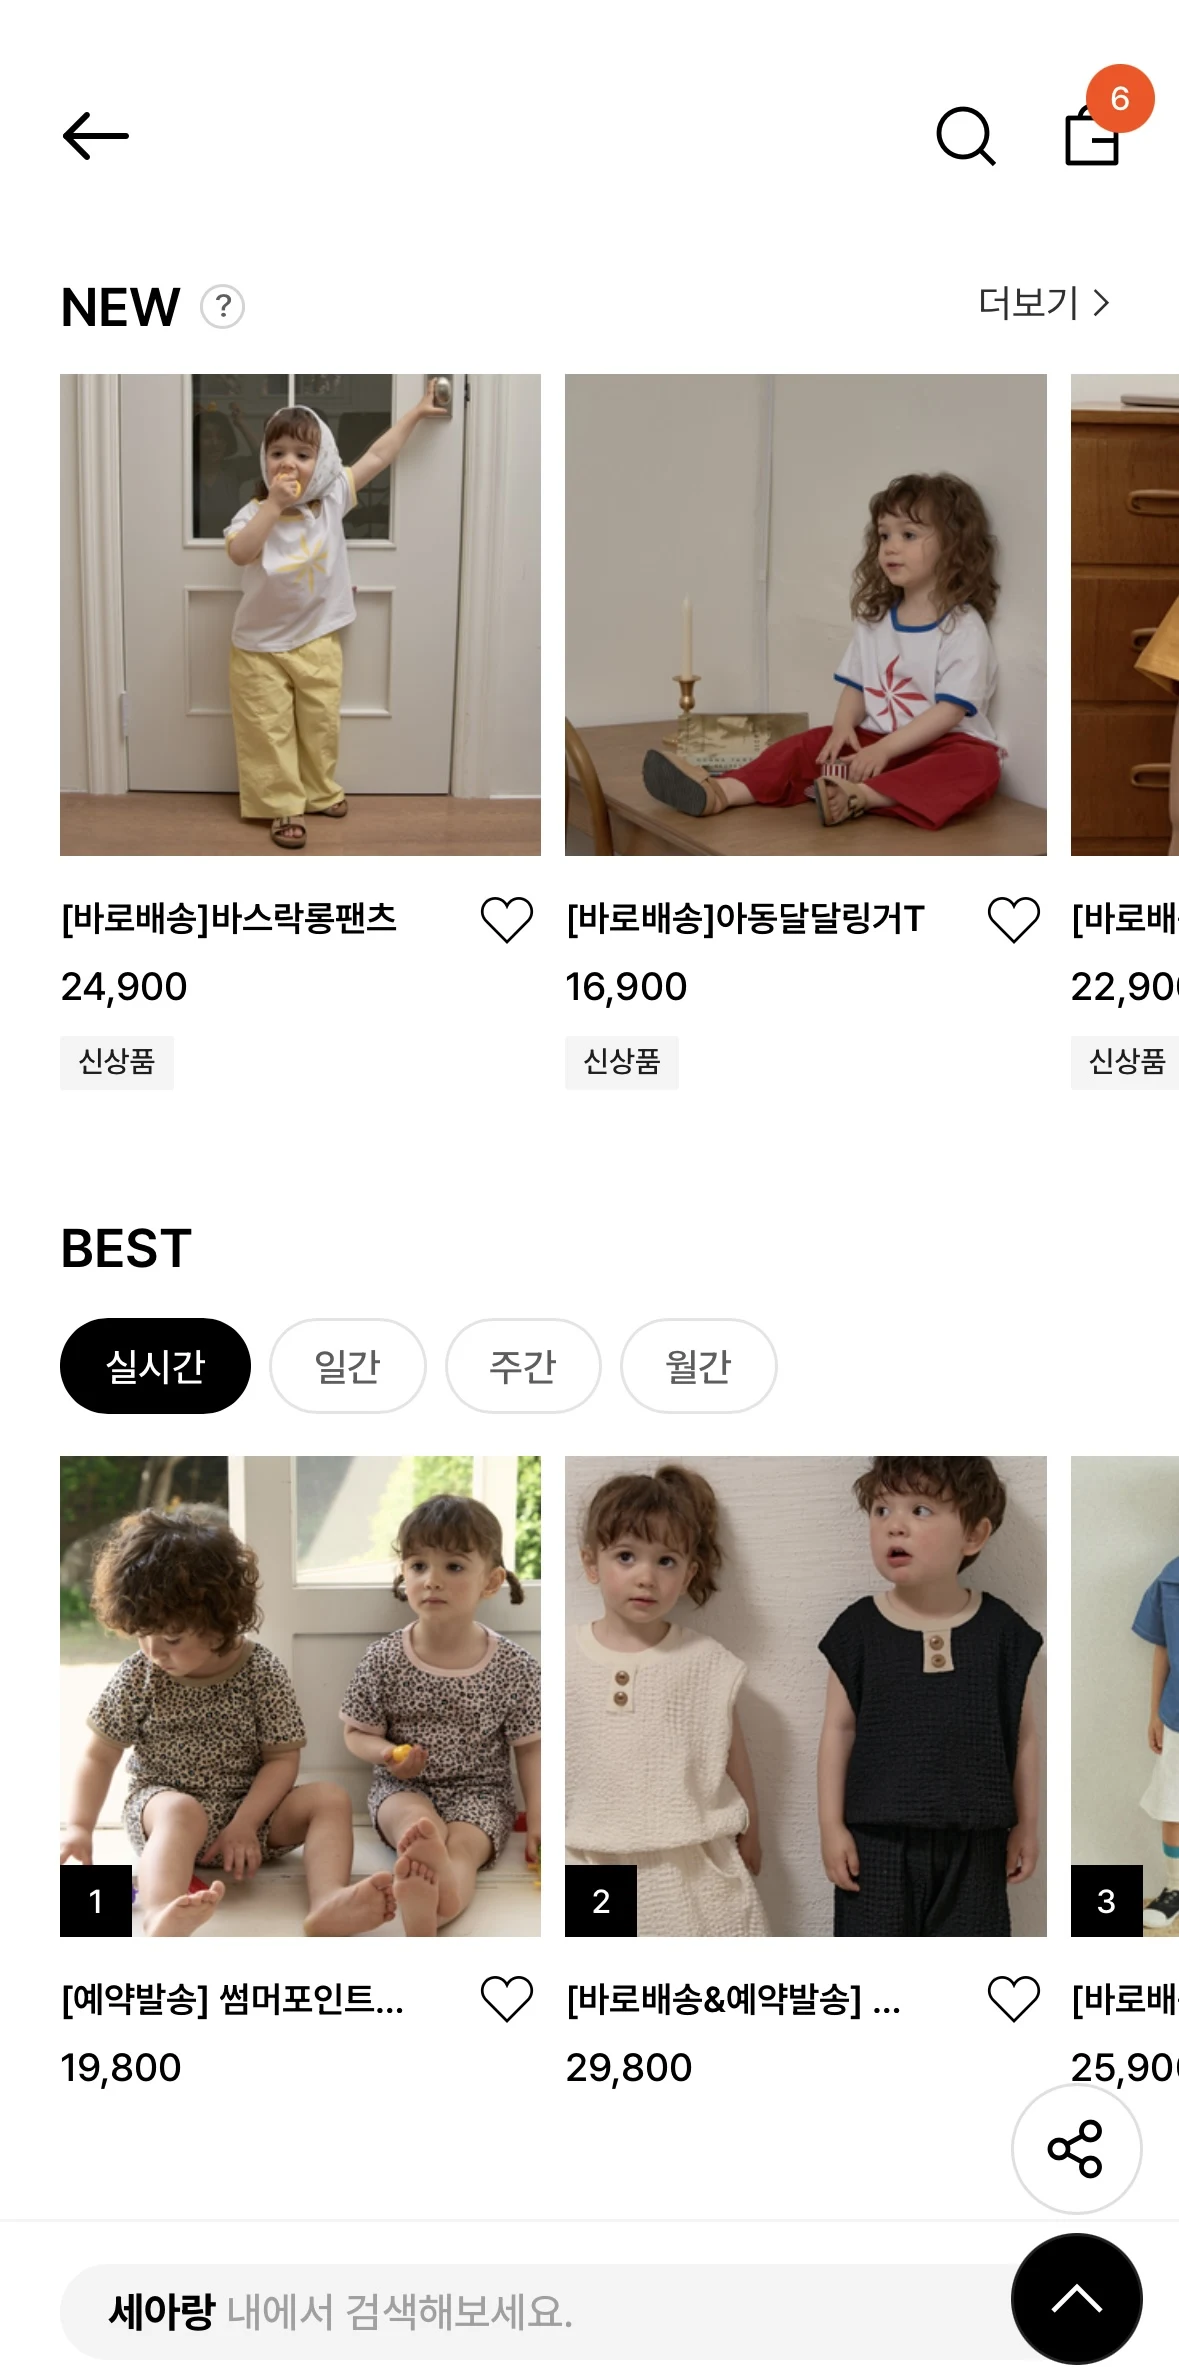 6
NEW ?
더보기
[바로배송]바스락롱팬츠
24,900
신상품
[바로배송]아동달달링거T
16,900
신상품
[바로배
22,90
신상품
BEST
실시간 일간 주간 월간
1
2
3
[예약발송] 썸머포인트...
19,800
[바로배송&예약발송] ...
29,800
[바로배
25,90
세아랑 내에서 검색해보세요.